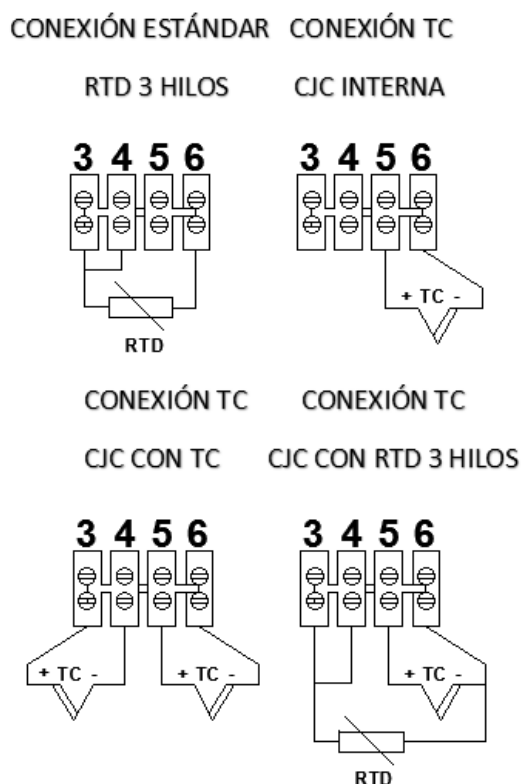 CONEXIÓN ESTÁNDAR CONEXIÓN TC
RTD 3 HILOS CJC INTERNA
3 4 5 6 3 4 5 6
+ TC -
RTD
CONEXIÓN TC CONEXIÓN TC
CJC CON TC CJC CON RTD 3 HILOS
3 4 5 6 3 4 5 6
+ TC - + TC - + TC -
RTD